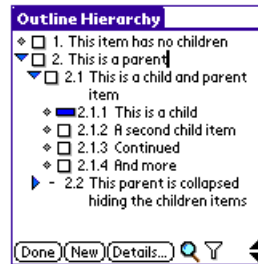 Outline Hierarchy
1. This item has no children
2. This is a parent
2.1 This is a child and parent
item
2.1.1 This is a child
2.1.2 A second child item
2.1.3 Continued
2.1.4 And more
- 2.2 This parent is collapsed
hiding the children items
Done New Details...